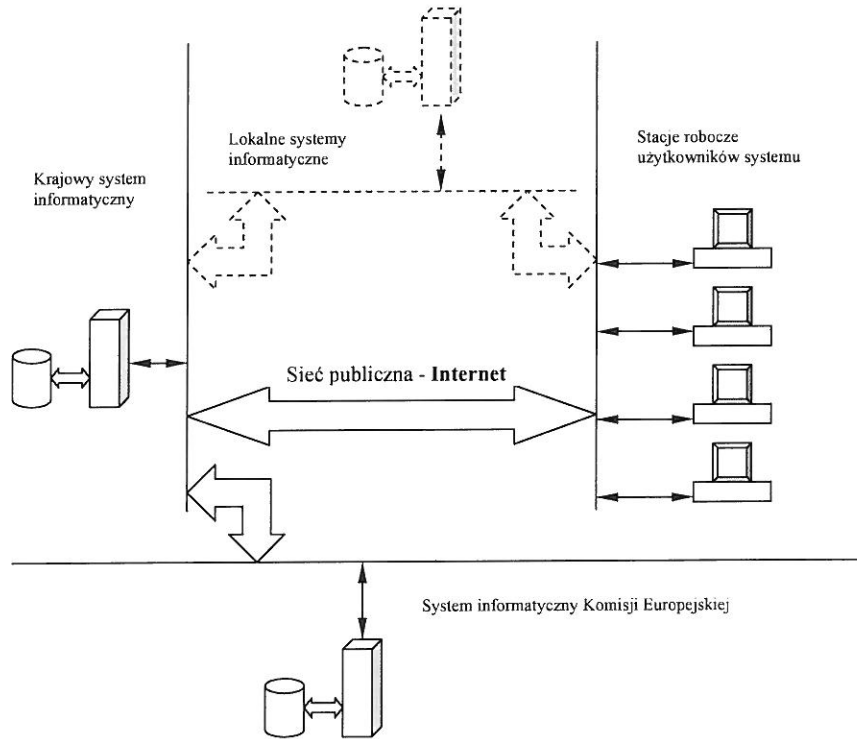 Lokalne systemy
informatyczne
Stacje robocze
użytkowników systemu
Krajowy system
informatyczny
Sieć publiczna - Internet
System informatyczny Komisji Europejskiej